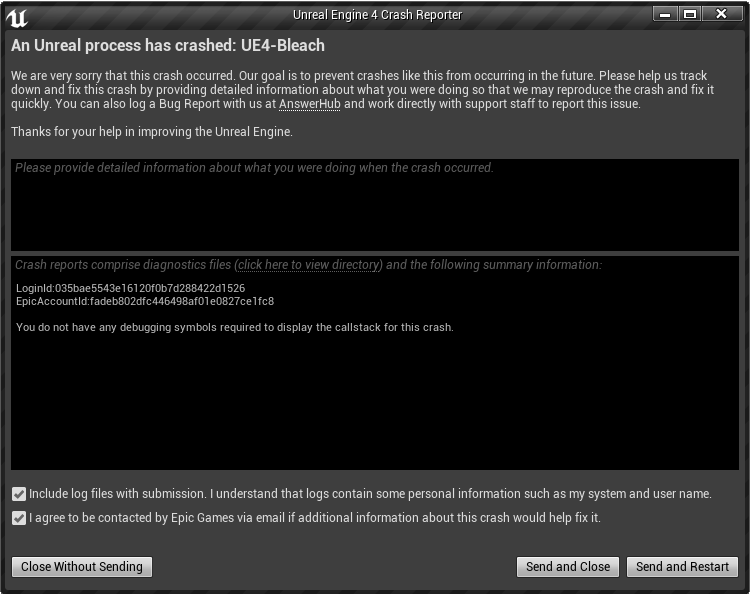 Unreal Engine 4 Crash Reporter
An Unreal process has crashed: UE4-Bleach
We are very sorry that this crash occurred. Our goal is to prevent crashes like this from occurring in the future. Please help us track
down and fix this crash by providing detailed information about what you were doing so that we may reproduce the crash and fix it
quickly. You can also log a Bug Report with us at AnswerHub and work directly with support staff to report this issue.
Thanks for your help in improving the Unreal Engine.
Please provide detailed information about what you were doing when the crash occurred.
Crash reports comprise diagnostics files (click here to view directory) and the following summary information:
LoginId:035bae5543e16120f0b7d288422d1526
EpicAccountId:fadeb802dfc446498af01e0827ce1fc8
You do not have any debugging symbols required to display the callstack for this crash.
Include log files with submission. I understand that logs contain some personal information such as my system and user name.
I agree to be contacted by Epic Games via email if additional information about this crash would help fix it.
Close Without Sending
Send and Close
Send and Restart